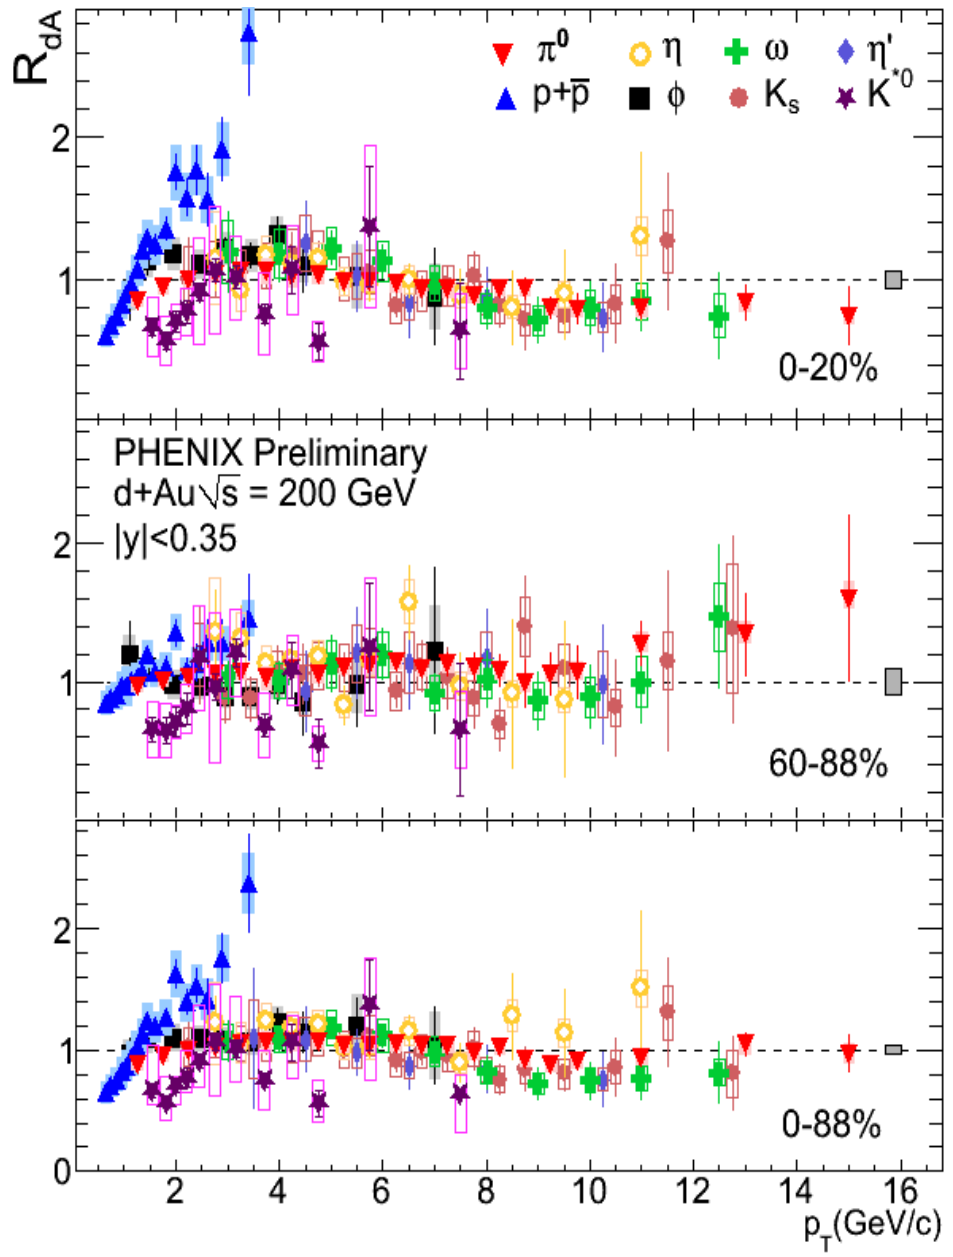 R_dA
π⁰ η ω η'
p+p̅ ϕ K_s K*⁰
2
1
0-20%
PHENIX Preliminary
d+Au √s = 200 GeV
|y|<0.35
2
1
60-88%
2
1
0-88%
0
2 4 6 8 10 12 14 16
p_T(GeV/c)